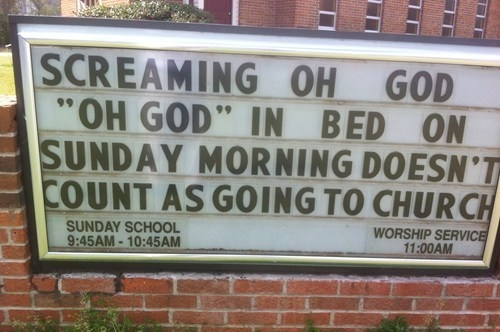 SCREAMING OH GOD
"OH GOD" IN BED ON
SUNDAY MORNING DOESN'T
COUNT AS GOING TO CHURCH
SUNDAY SCHOOL
9:45AM - 10:45AM
WORSHIP SERVICE
11:00AM